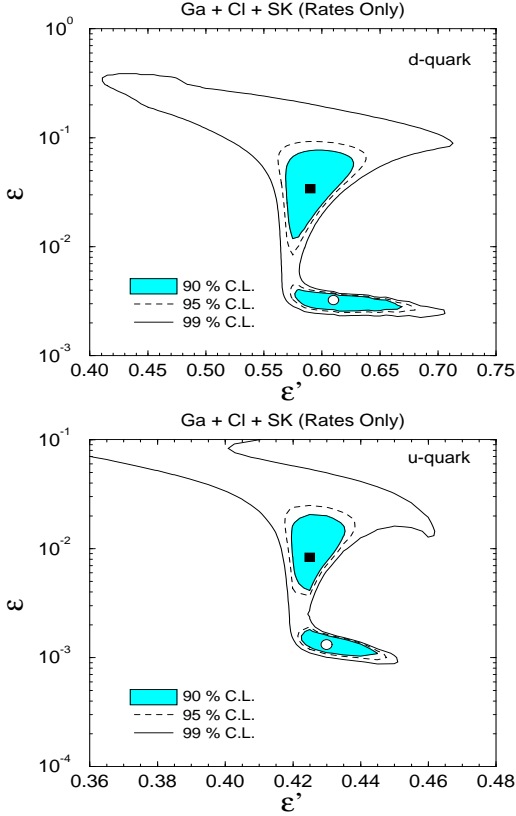 Ga + Cl + SK (Rates Only)
10⁰
d-quark
10⁻¹
ε
10⁻²
90 % C.L.
95 % C.L.
99 % C.L.
10⁻³
0.40 0.45 0.50 0.55 0.60 0.65 0.70 0.75
ε’
Ga + Cl + SK (Rates Only)
10⁻¹
u-quark
10⁻²
ε
10⁻³
90 % C.L.
95 % C.L.
99 % C.L.
10⁻⁴
0.36 0.38 0.40 0.42 0.44 0.46 0.48
ε’